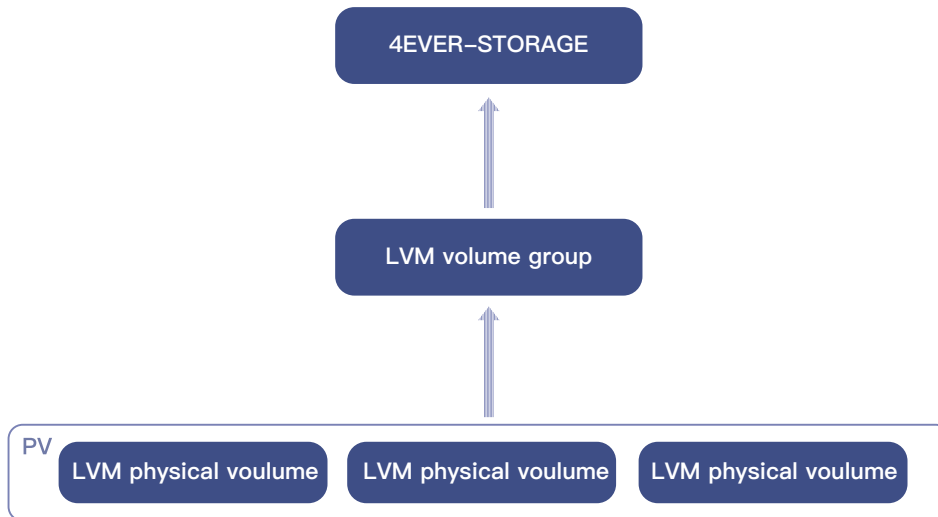 4EVER-STORAGE
LVM volume group
PV
LVM physical voulume
LVM physical voulume
LVM physical voulume